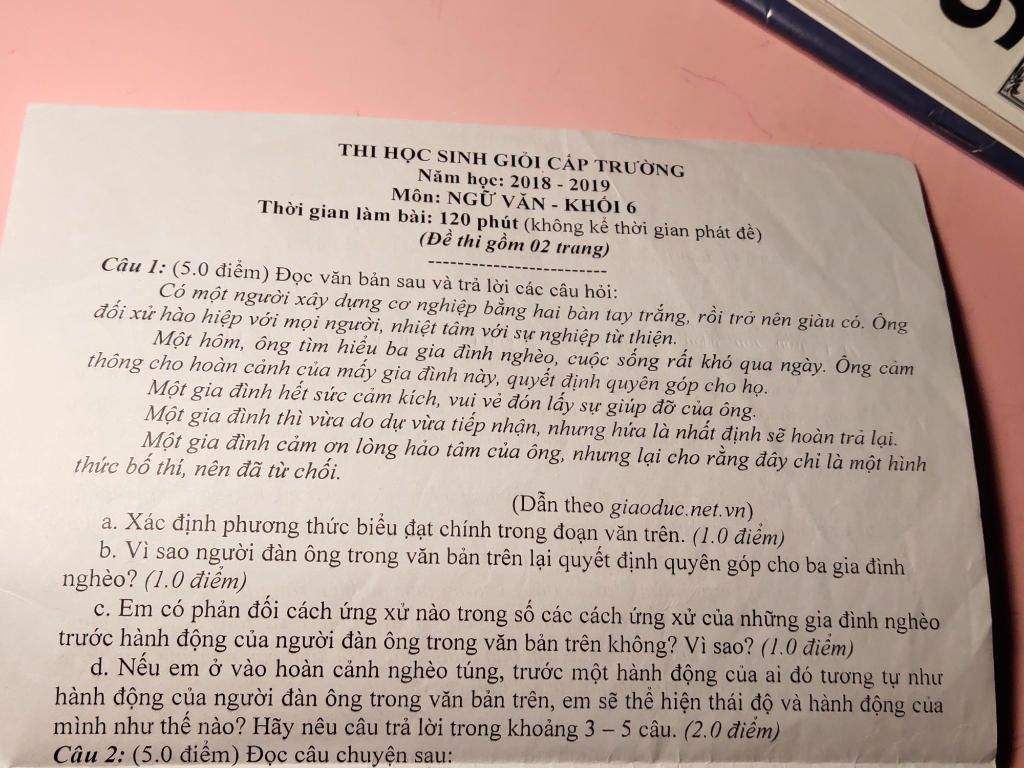 THI HỌC SINH GIỎI CẤP TRƯỜNG
Năm học: 2018 - 2019
Môn: NGỮ VĂN - KHỐI 6
Thời gian làm bài: 120 phút (không kể thời gian phát đề)
(Đề thi gồm 02 trang)
-------------------------
Câu 1: (5.0 điểm) Đọc văn bản sau và trả lời các câu hỏi:
Có một người xây dựng cơ nghiệp bằng hai bàn tay trắng, rồi trở nên giàu có. Ông
đối xử hào hiệp với mọi người, nhiệt tâm với sự nghiệp từ thiện.
Một hôm, ông tìm hiểu ba gia đình nghèo, cuộc sống rất khó qua ngày. Ông cảm
thông cho hoàn cảnh của mấy gia đình này, quyết định quyên góp cho họ.
Một gia đình hết sức cảm kích, vui vẻ đón lấy sự giúp đỡ của ông.
Một gia đình thì vừa do dự vừa tiếp nhận, nhưng hứa là nhất định sẽ hoàn trả lại.
Một gia đình cảm ơn lòng hảo tâm của ông, nhưng lại cho rằng đây chỉ là một hình
thức bố thí, nên đã từ chối.
(Dẫn theo giaoduc.net.vn)
a. Xác định phương thức biểu đạt chính trong đoạn văn trên. (1.0 điểm)
b. Vì sao người đàn ông trong văn bản trên lại quyết định quyên góp cho ba gia đình
nghèo? (1.0 điểm)
c. Em có phản đối cách ứng xử nào trong số các cách ứng xử của những gia đình nghèo
trước hành động của người đàn ông trong văn bản trên không? Vì sao? (1.0 điểm)
d. Nếu em ở vào hoàn cảnh nghèo túng, trước một hành động của ai đó tương tự như
hành động của người đàn ông trong văn bản trên, em sẽ thể hiện thái độ và hành động của
mình như thế nào? Hãy nêu câu trả lời trong khoảng 3 – 5 câu. (2.0 điểm)
Câu 2: (5.0 điểm) Đọc câu chuyện sau: